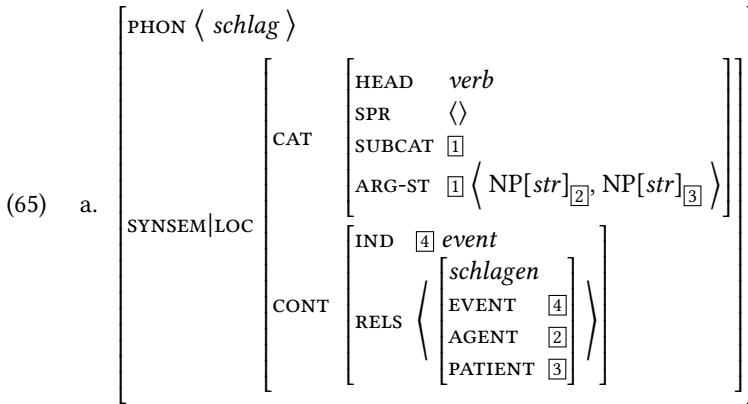 PHON ⟨ schlag ⟩
HEAD verb
SPR ⟨⟩
CAT
SUBCAT 1
ARG-ST 1 ⟨ NP[str]2, NP[str]3 ⟩
(65) a.
SYNSEM|LOC
IND 4 event
schlagen
EVENT 4
CONT
RELS ⟨
AGENT 2
⟩
PATIENT 3